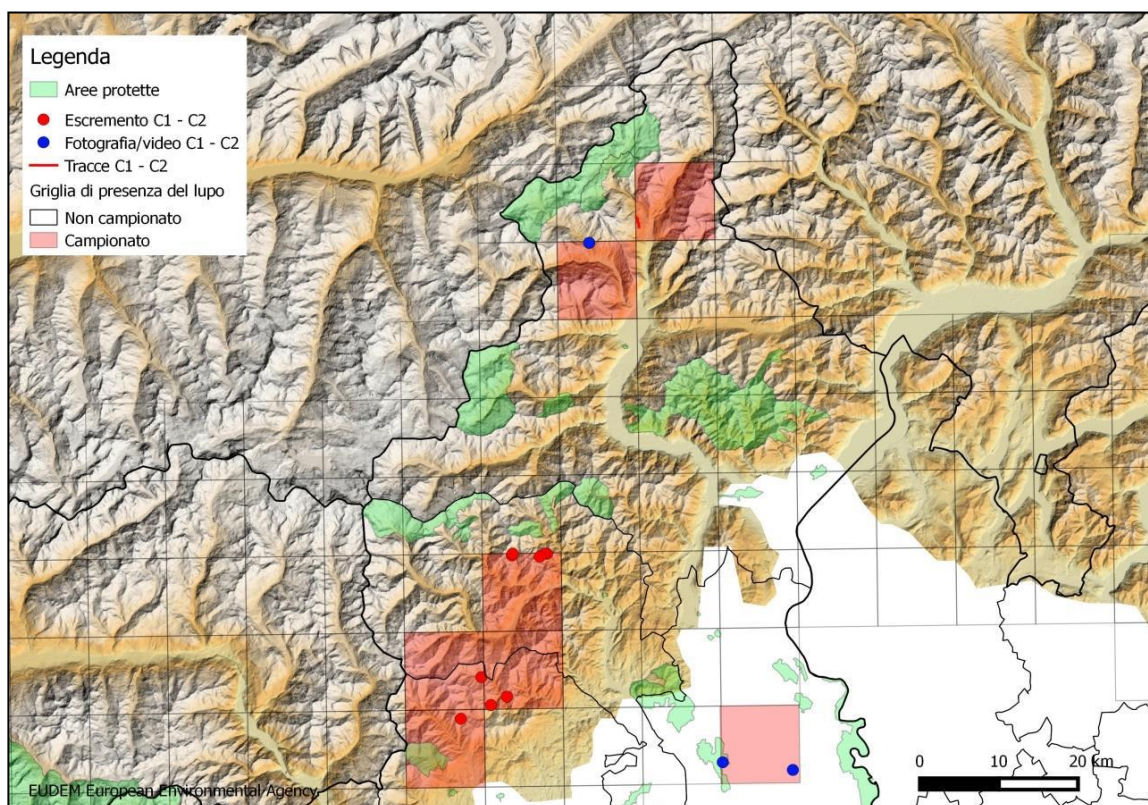 Legenda
Aree protette
Escremento C1 - C2
Fotografia/video C1 - C2
Tracce C1 - C2
Griglia di presenza del lupo
Non campionato
Campionato
0 10 20 km
EUDEM European Environmental Agency